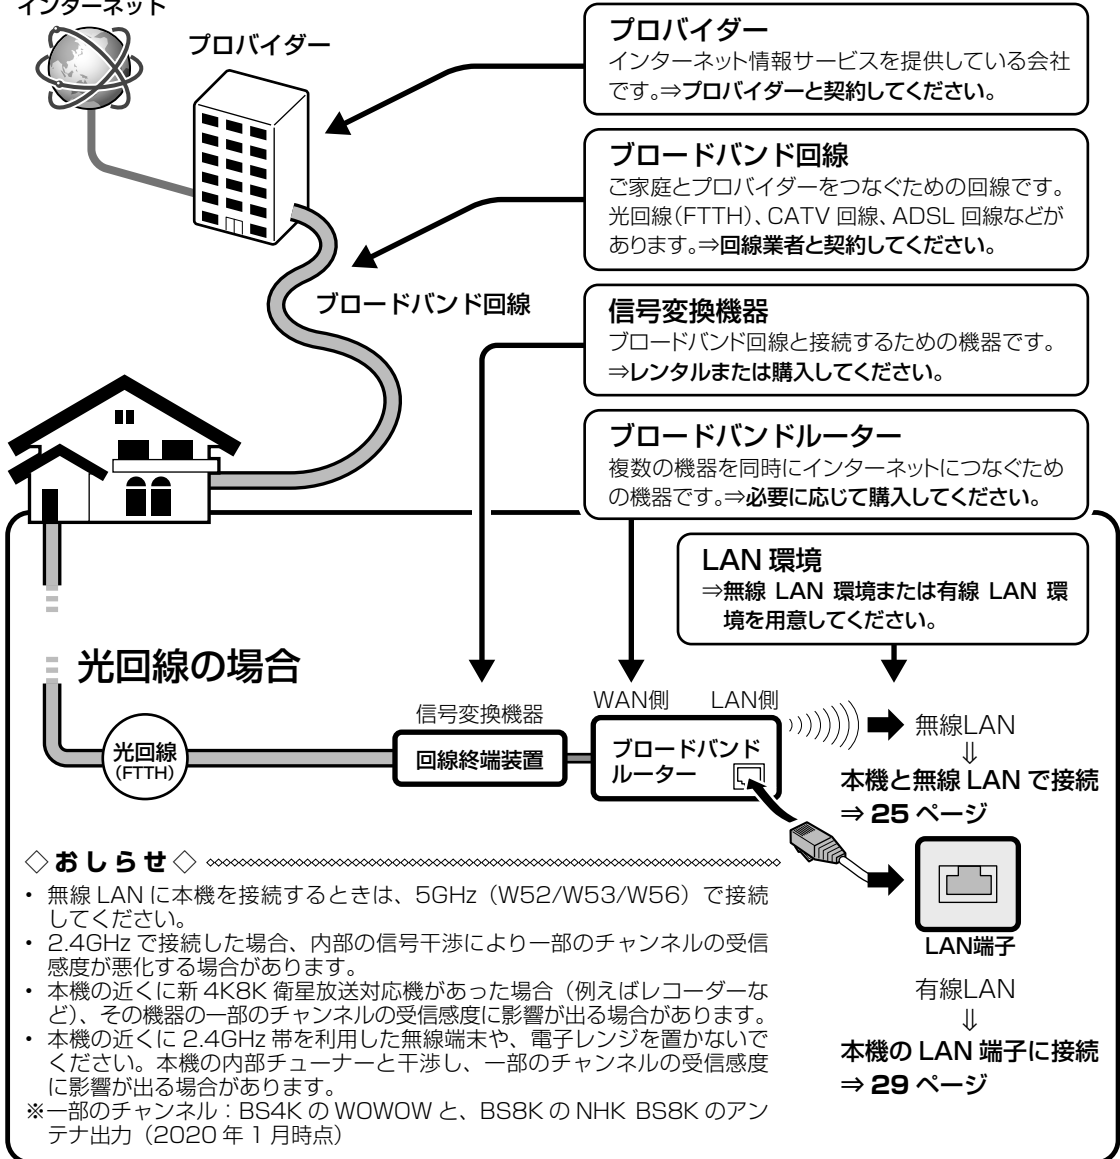 インターネット
プロバイダー
プロバイダー
インターネット情報サービスを提供している会社
です。⇒プロバイダーと契約してください。
ブロードバンド回線
ご家庭とプロバイダーをつなぐための回線です。
光回線(FTTH)、CATV 回線、ADSL 回線などが
あります。⇒回線業者と契約してください。
ブロードバンド回線
信号変換機器
ブロードバンド回線と接続するための機器です。
⇒レンタルまたは購入してください。
ブロードバンドルーター
複数の機器を同時にインターネットにつなぐため
の機器です。⇒必要に応じて購入してください。
LAN 環境
⇒無線 LAN 環境または有線 LAN 環
境を用意してください。
光回線の場合
光回線
(FTTH)
信号変換機器
回線終端装置
WAN側 LAN側
ブロードバンド
ルーター
無線LAN
⇓
本機と無線 LAN で接続
⇒ 25 ページ
LAN端子
有線LAN
⇓
本機の LAN 端子に接続
⇒ 29 ページ
◇おしらせ◇
・ 無線 LAN に本機を接続するときは、5GHz（W52/W53/W56）で接続
してください。
・ 2.4GHz で接続した場合、内部の信号干渉により一部のチャンネルの受信
感度が悪化する場合があります。
・ 本機の近くに新 4K8K 衛星放送対応機があった場合（例えばレコーダーな
ど）、その機器の一部のチャンネルの受信感度に影響が出る場合があります。
・ 本機の近くに 2.4GHz 帯を利用した無線端末や、電子レンジを置かないで
ください。本機の内部チューナーと干渉し、一部のチャンネルの受信感度
に影響が出る場合があります。
※一部のチャンネル：BS4K の WOWOW と、BS8K の NHK BS8K のアン
テナ出力（2020 年 1 月時点）